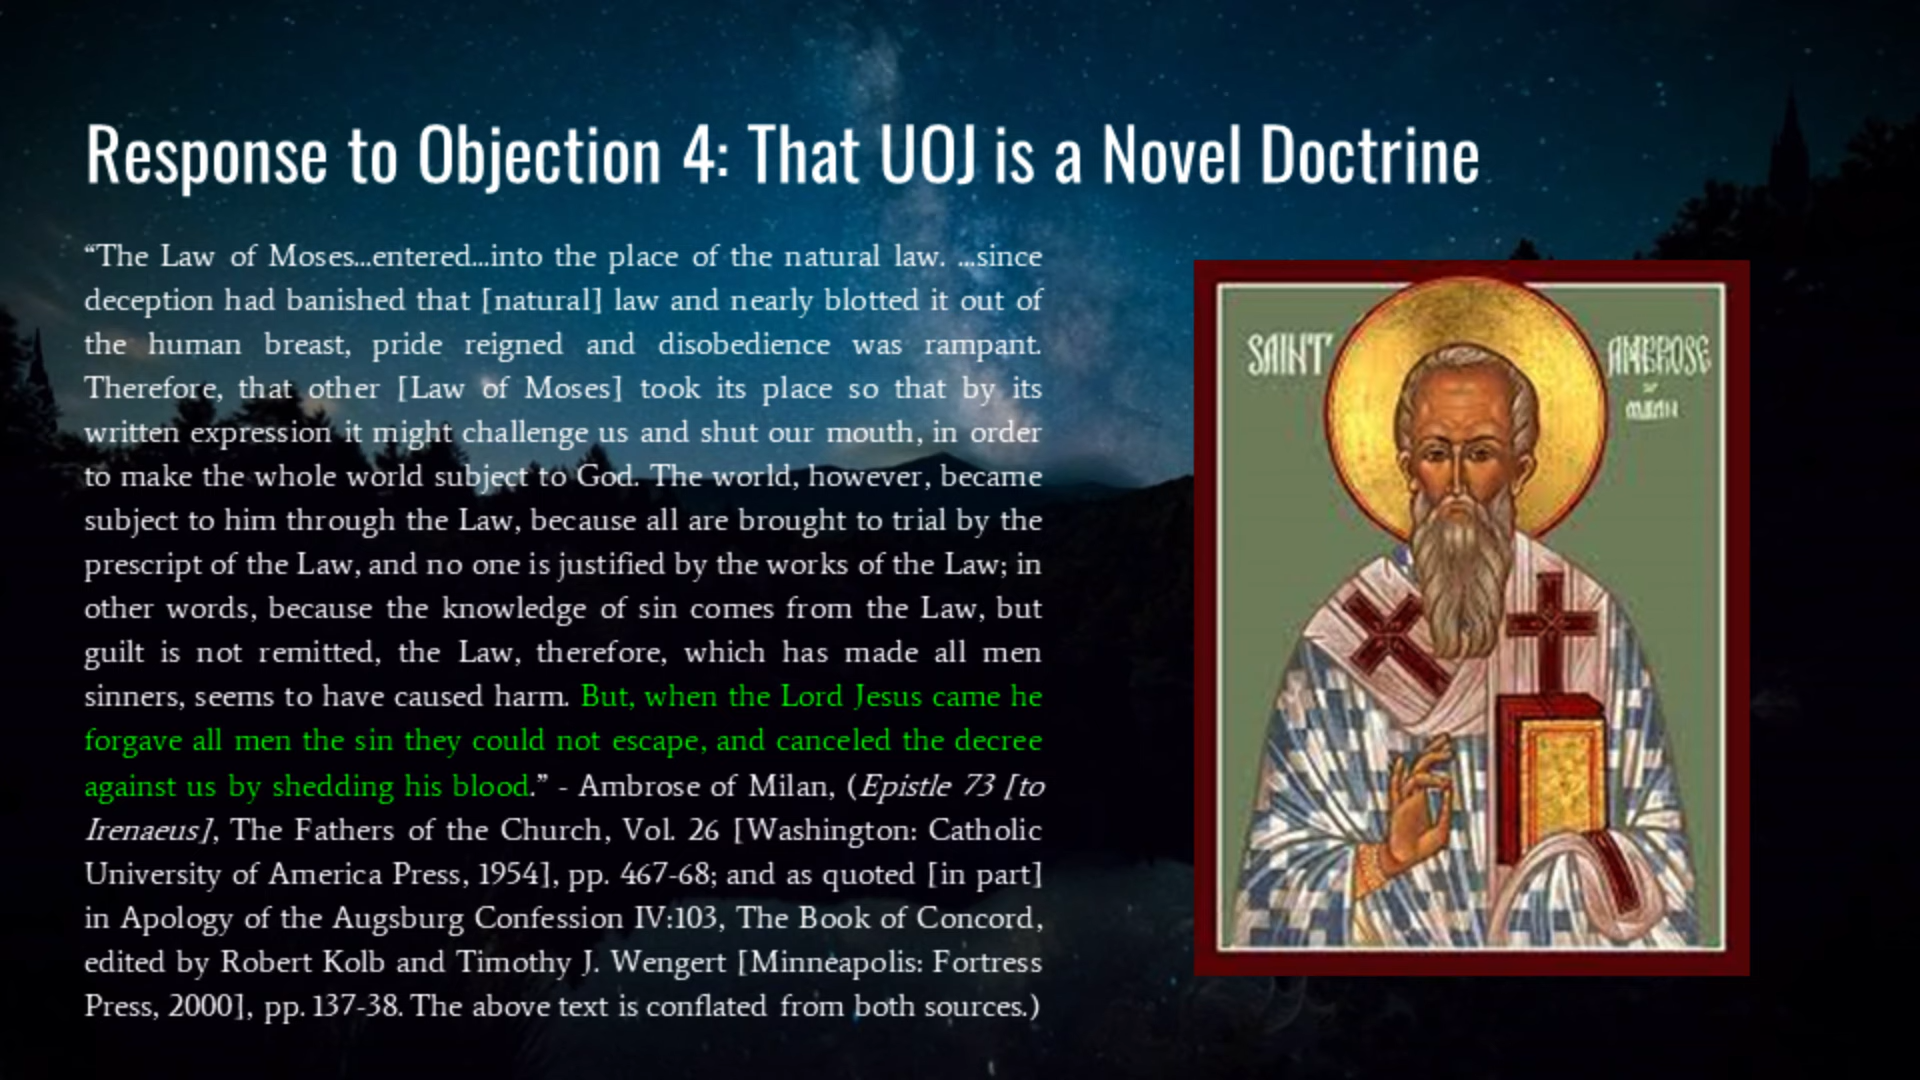 Response to Objection 4: That UOJ is a Novel Doctrine
“The Law of Moses...entered...into the place of the natural law. ...since
deception had banished that [natural] law and nearly blotted it out of
the human breast, pride reigned and disobedience was rampant.
Therefore, that other [Law of Moses] took its place so that by its
written expression it might challenge us and shut our mouth, in order
to make the whole world subject to God. The world, however, became
subject to him through the Law, because all are brought to trial by the
prescript of the Law, and no one is justified by the works of the Law; in
other words, because the knowledge of sin comes from the Law, but
guilt is not remitted, the Law, therefore, which has made all men
sinners, seems to have caused harm. But, when the Lord Jesus came he
forgave all men the sin they could not escape, and canceled the decree
against us by shedding his blood.” - Ambrose of Milan, (Epistle 73 [to
Irenaeus], The Fathers of the Church, Vol. 26 [Washington: Catholic
University of America Press, 1954], pp. 467-68; and as quoted [in part]
in Apology of the Augsburg Confession IV:103, The Book of Concord,
edited by Robert Kolb and Timothy J. Wengert [Minneapolis: Fortress
Press, 2000], pp. 137-38. The above text is conflated from both sources.)
SAINT
AMBROSE
OF
MILAN